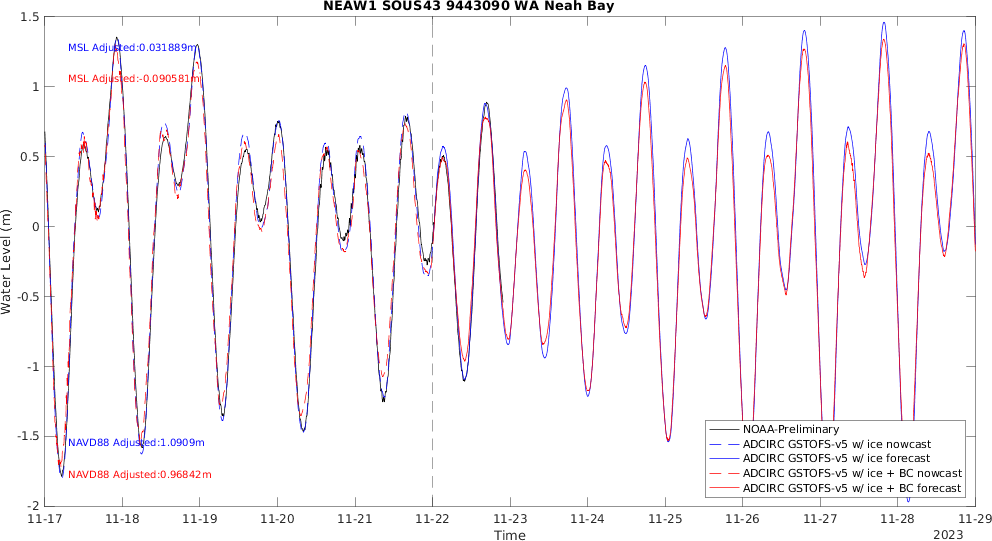 NEAW1 SOUS43 9443090 WA Neah Bay
MSL Adjusted:0.031889m
MSL Adjusted:-0.090581m
NAVD88 Adjusted:1.0909m
NAVD88 Adjusted:0.96842m
Water Level (m)
1.5
1
0.5
0
-0.5
-1
-1.5
-2
NOAA-Preliminary
ADCIRC GSTOFS-v5 w/ ice nowcast
ADCIRC GSTOFS-v5 w/ ice forecast
ADCIRC GSTOFS-v5 w/ ice + BC nowcast
ADCIRC GSTOFS-v5 w/ ice + BC forecast
11-17 11-18 11-19 11-20 11-21 11-22 11-23 11-24 11-25 11-26 11-27 11-28 11-29
Time
2023